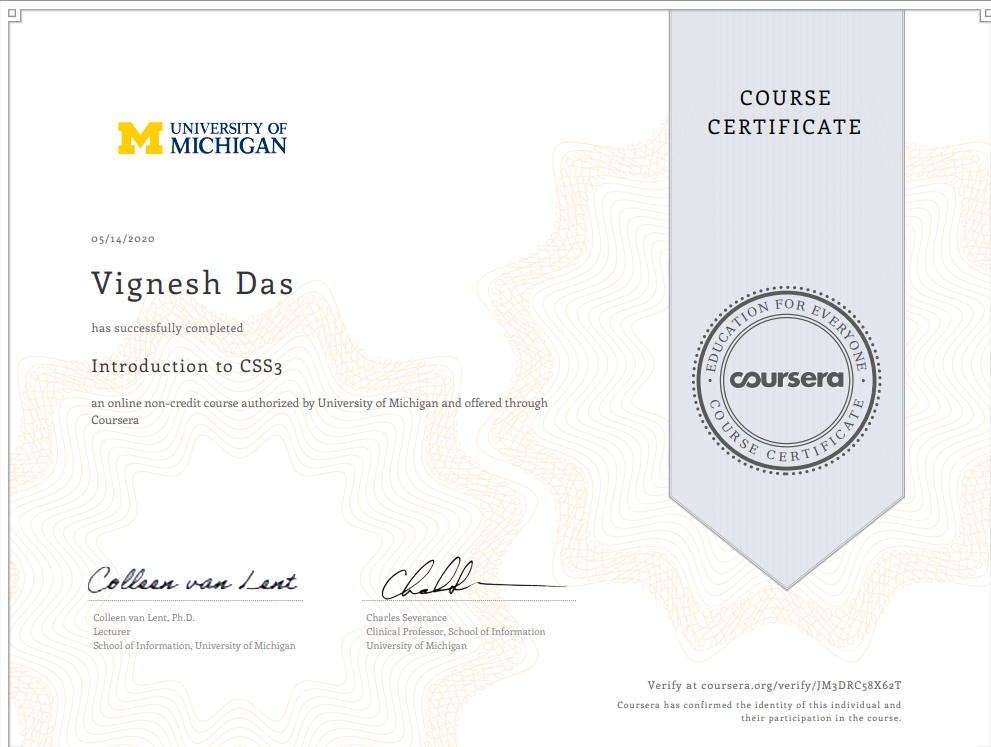 COURSE
CERTIFICATE
UNIVERSITY OF
MICHIGAN
05/14/2020
Vignesh Das
has successfully completed
Introduction to CSS3
an online non-credit course authorized by University of Michigan and offered through
Coursera
EDUCATION FOR EVERYONE
coursera
COURSE CERTIFICATE
Colleen van Lent
Colleen van Lent, Ph.D.
Lecturer
School of Information, University of Michigan
Charles Severance
Clinical Professor, School of Information
University of Michigan
Verify at coursera.org/verify/JM3DRC58X62T
Coursera has confirmed the identity of this individual and
their participation in the course.